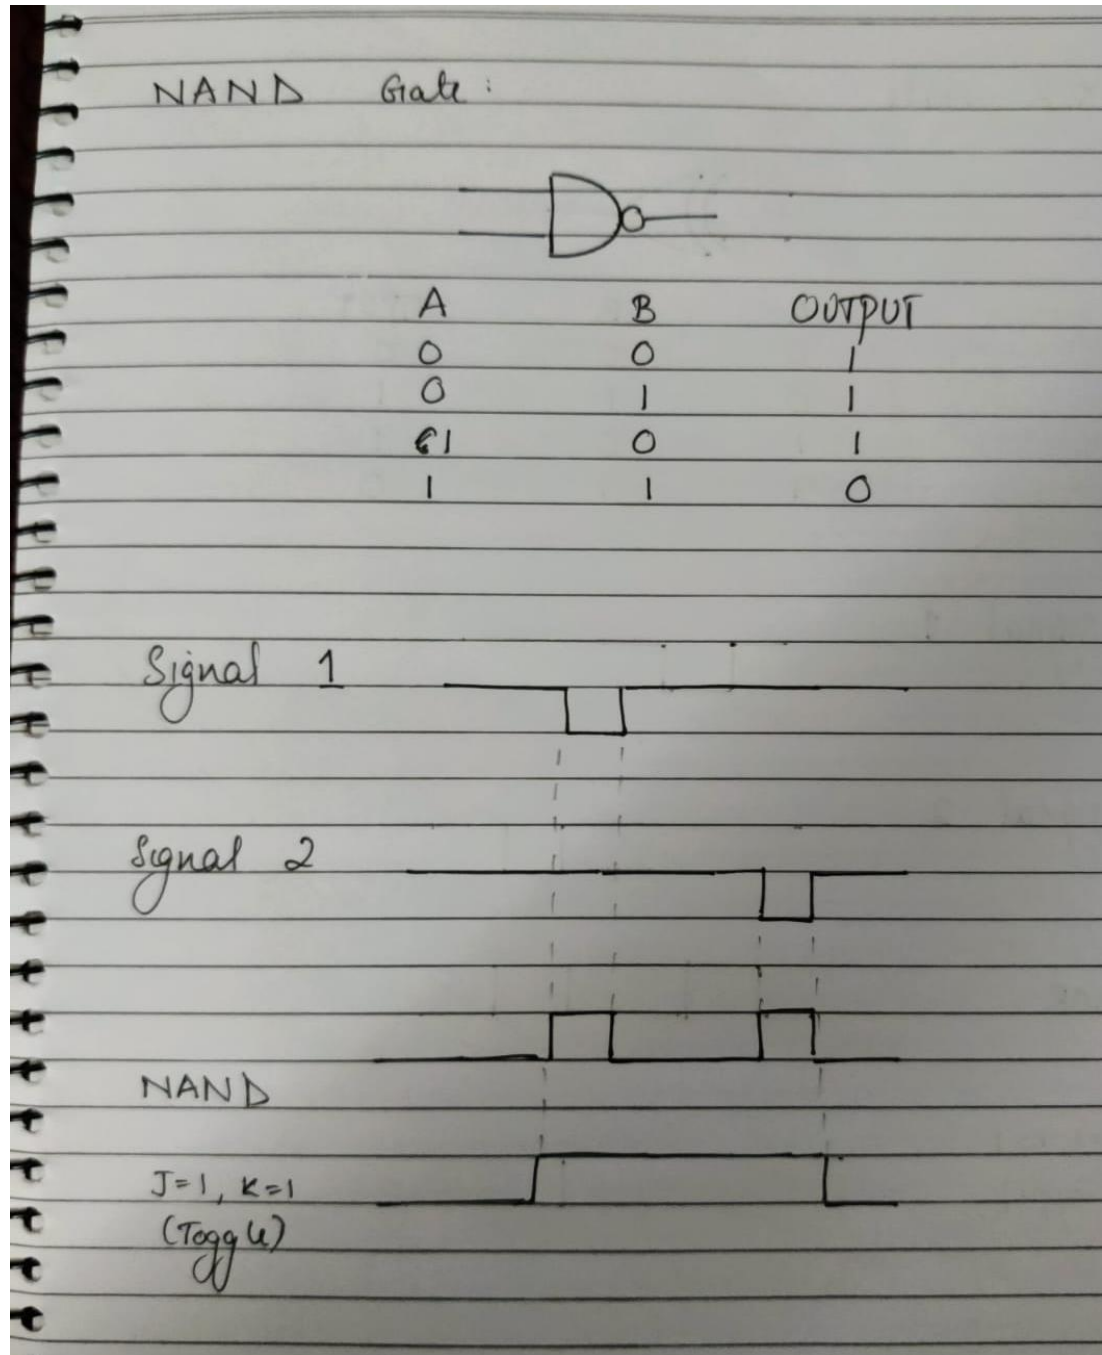 NAND Gate :
A B OUTPUT
0 0 1
0 1 1
1 0 1
1 1 0
Signal 1
Signal 2
NAND
J=1, K=1
(Toggle)